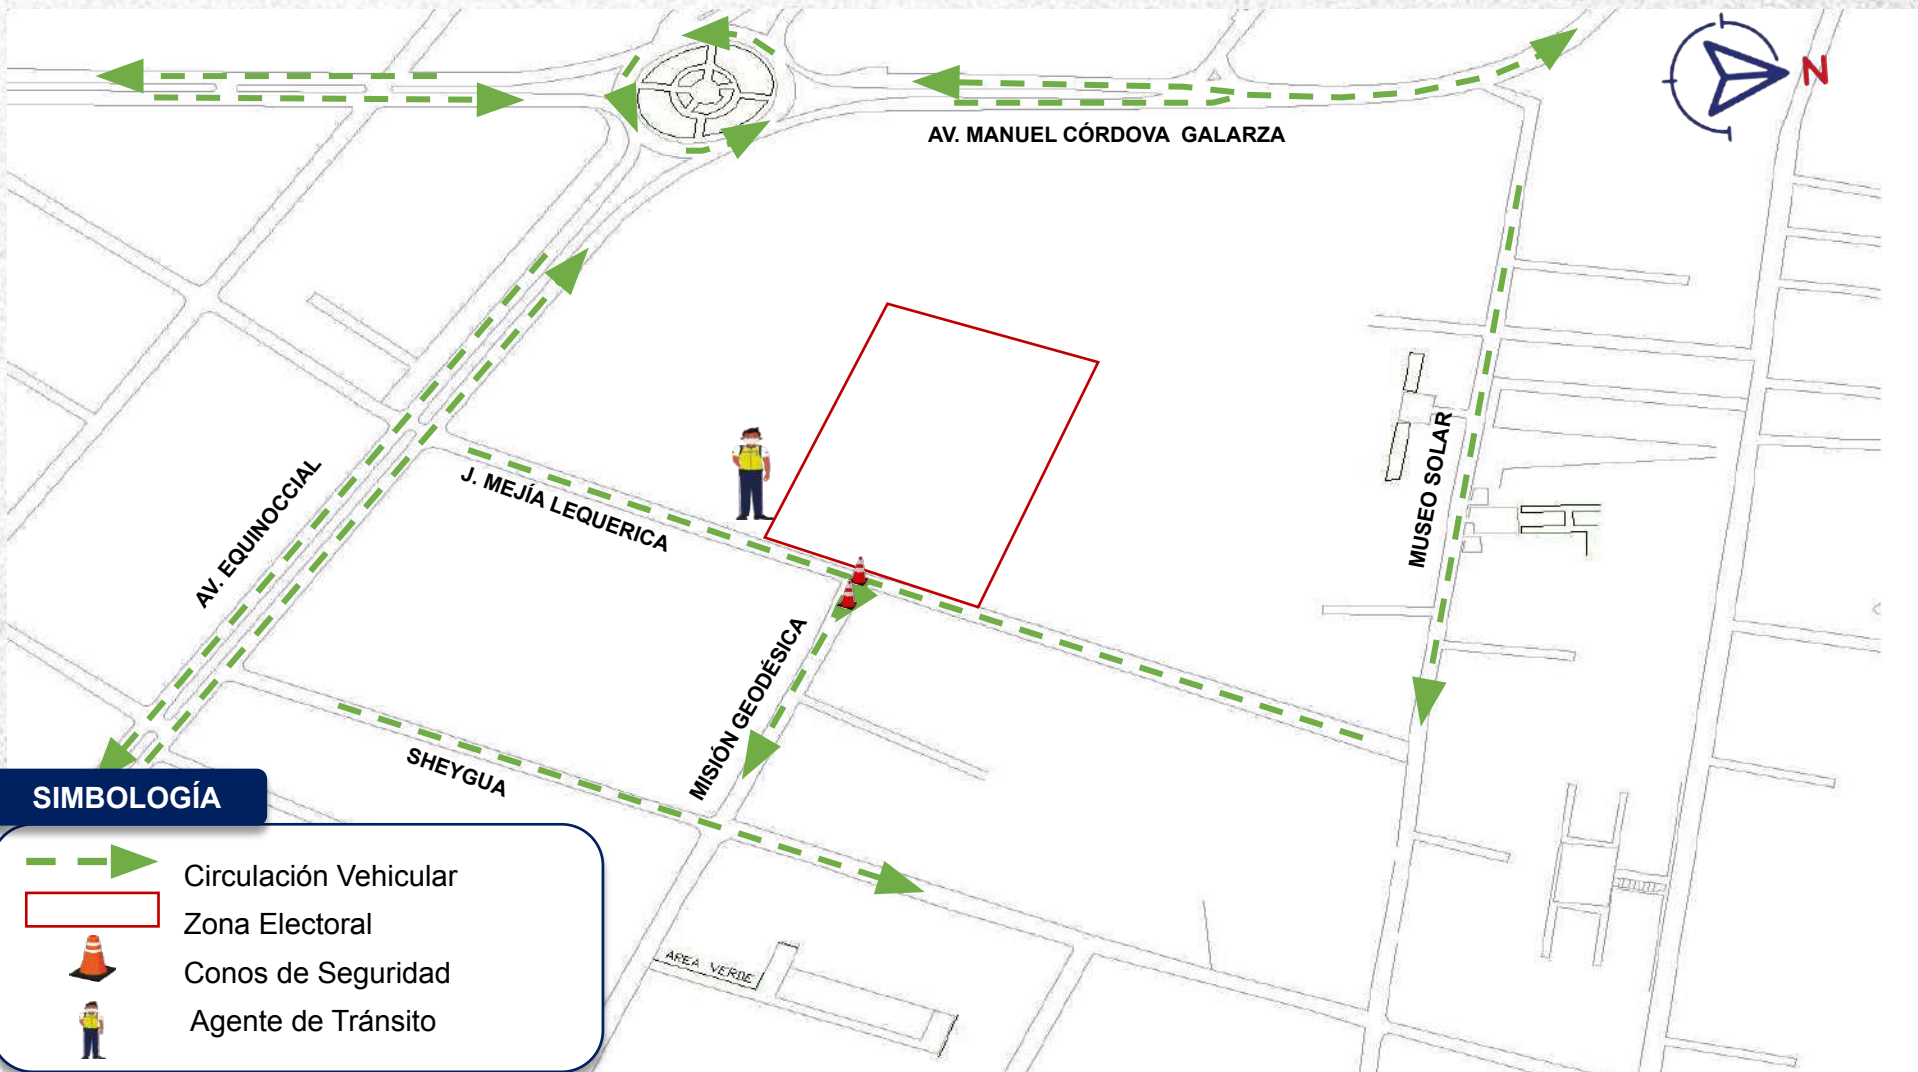 N
AV. MANUEL CÓRDOVA GALARZA
J. MEJÍA LEQUERICA
MUSEO SOLAR
AV. EQUINOCCIAL
MISIÓN GEODÉSICA
SHEYGUA
AREA VERDE
SIMBOLOGÍA
Circulación Vehicular
Zona Electoral
Conos de Seguridad
Agente de Tránsito